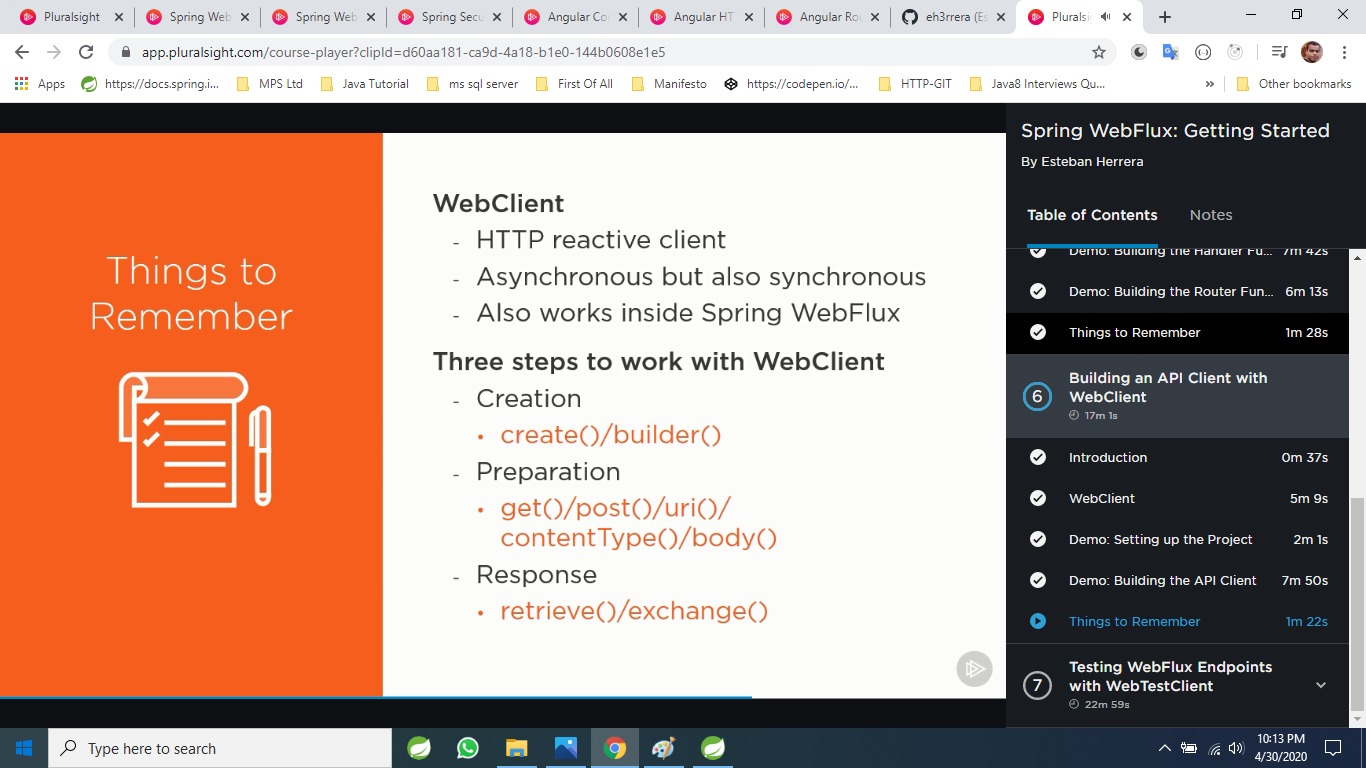 Pluralsight
Spring Web
Spring Web
Spring Secu
Angular Co
Angular HT
Angular Rou
eh3rrera (Es
Pluralsi
app.pluralsight.com/course-player?clipId=d60aa181-ca9d-4a18-b1e0-144b0608e1e5
Apps
https://docs.spring.i...
MPS Ltd
Java Tutorial
ms sql server
First Of All
Manifesto
https://codepen.io/...
HTTP-GIT
Java8 Interviews Qu...
»
Other bookmarks
Things to
Remember
WebClient
- HTTP reactive client
- Asynchronous but also synchronous
- Also works inside Spring WebFlux
Three steps to work with WebClient
- Creation
• create()/builder()
- Preparation
• get()/post()/uri()/
contentType()/body()
- Response
• retrieve()/exchange()
Spring WebFlux: Getting Started
By Esteban Herrera
Table of Contents
Notes
Demo: Building the Handler Fu... 7m 42s
Demo: Building the Router Fun... 6m 13s
Things to Remember 1m 28s
6
Building an API Client with
WebClient
17m 1s
Introduction 0m 37s
WebClient 5m 9s
Demo: Setting up the Project 2m 1s
Demo: Building the API Client 7m 50s
Things to Remember 1m 22s
7
Testing WebFlux Endpoints
with WebTestClient
22m 59s
Type here to search
10:13 PM
4/30/2020